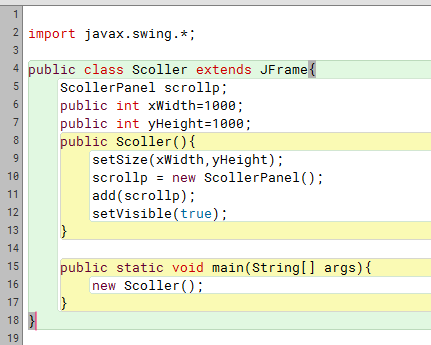 1
2 import javax.swing.*;
3
4 public class Scoller extends JFrame{
5 ScollerPanel scrollp;
6 public int xWidth=1000;
7 public int yHeight=1000;
8 public Scoller(){
9 setSize(xWidth,yHeight);
10 scrollp = new ScollerPanel();
11 add(scrollp);
12 setVisible(true);
13 }
14
15 public static void main(String[] args){
16 new Scoller();
17 }
18 }
19